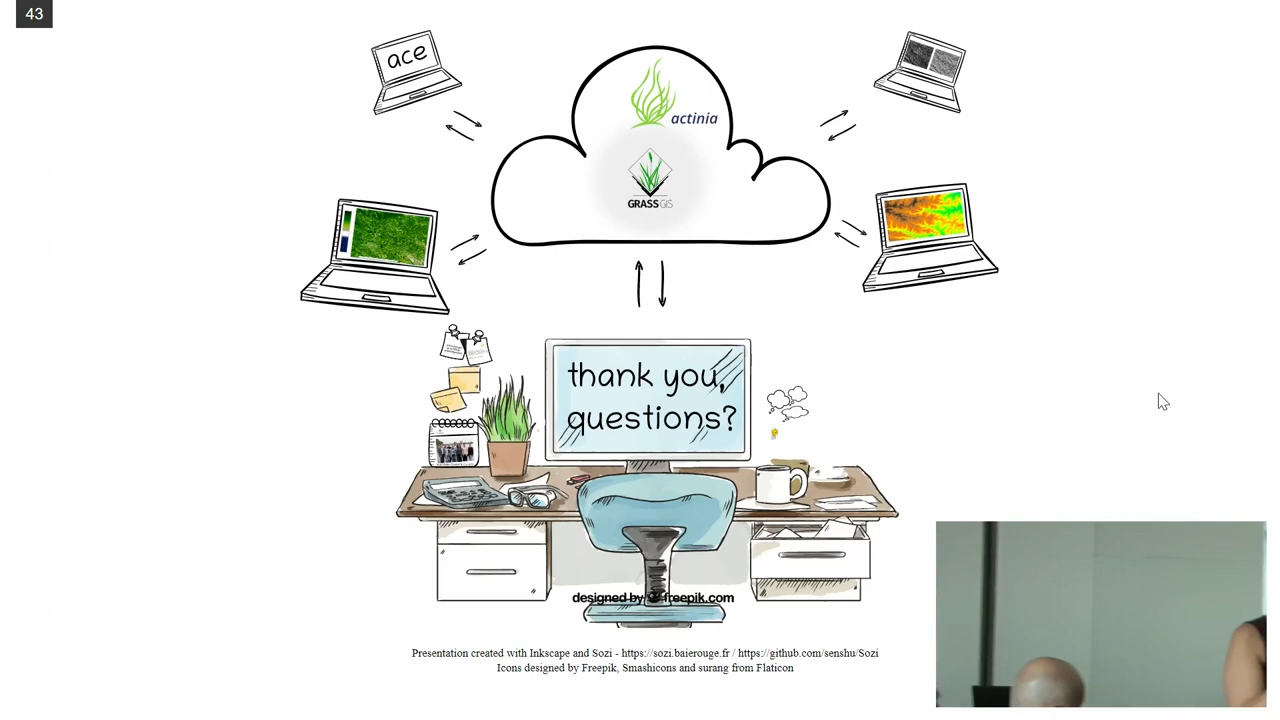 43
ace
actinia
GRASS GIS
thank you,
questions?
designed by freepik.com
Presentation created with Inkscape and Sozi - https://sozi.baierouge.fr / https://github.com/senshu/Sozi
Icons designed by Freepik, Smashicons and surang from Flaticon